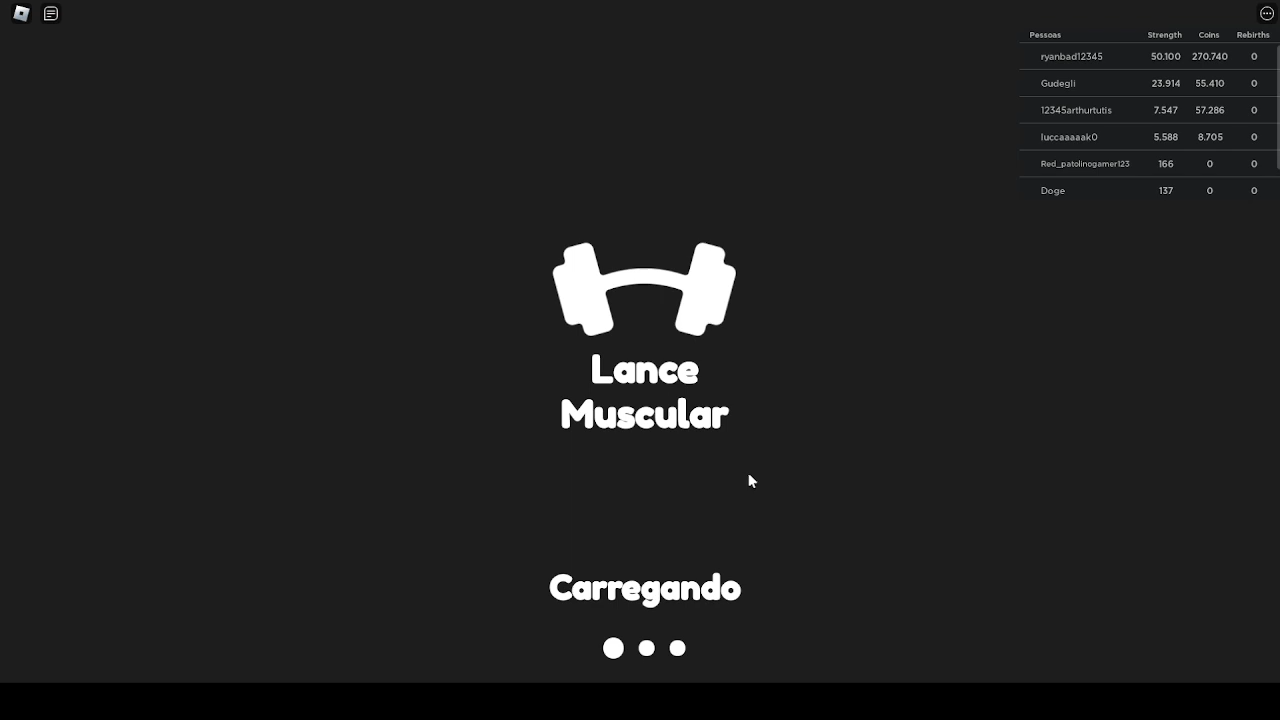 Pessoas Strength Coins Rebirths
ryanbad12345 50.100 270.740 0
Gudegli 23.914 55.410 0
12345arthurtutis 7.547 57.286 0
luccaaaaak0 5.588 8.705 0
Red_patolinogamer123 166 0 0
Doge 137 0 0
Lance
Muscular
Carregando